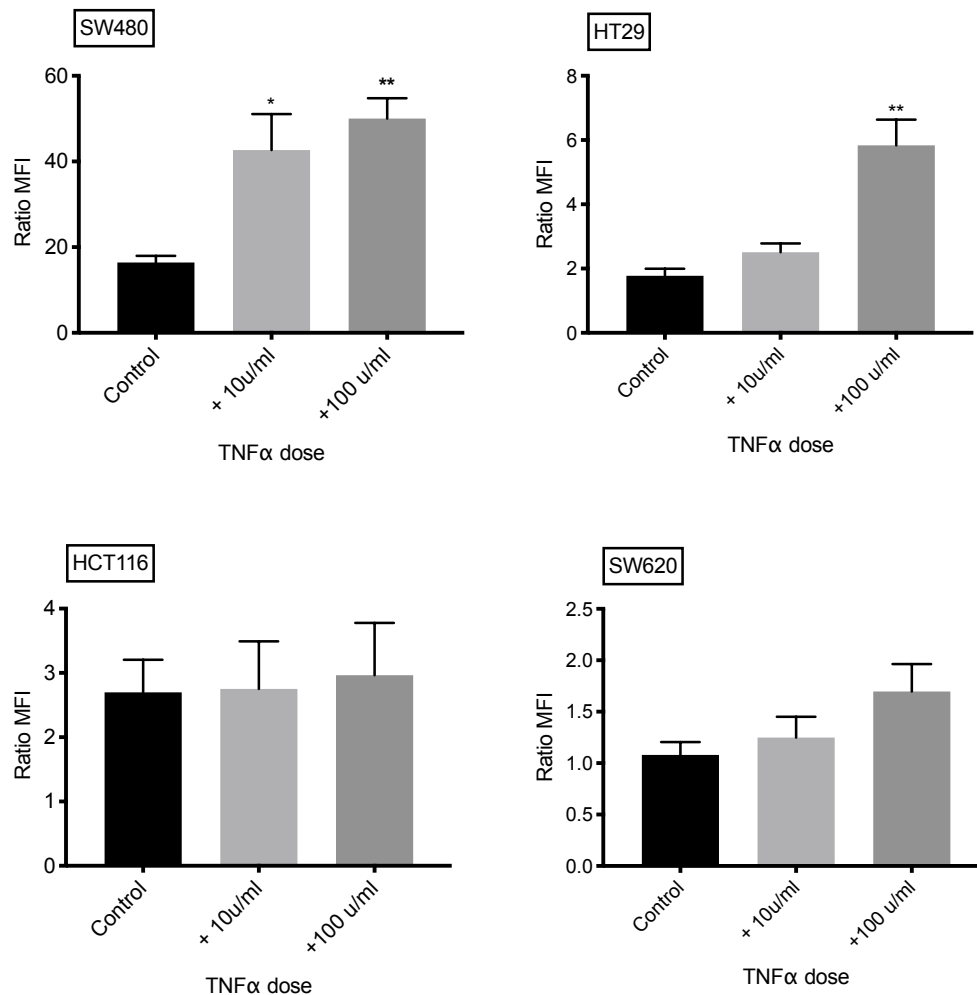 SW480
60
40
20
0
Ratio MFI
*
**
Control
+ 10u/ml
+100 u/ml
TNFα dose
HT29
8
6
4
2
0
Ratio MFI
**
Control
+ 10u/ml
+100 u/ml
TNFα dose
HCT116
4
3
2
1
0
Ratio MFI
Control
+ 10u/ml
+100 u/ml
TNFα dose
SW620
2.5
2.0
1.5
1.0
0.5
0.0
Ratio MFI
Control
+ 10u/ml
+100 u/ml
TNFα dose